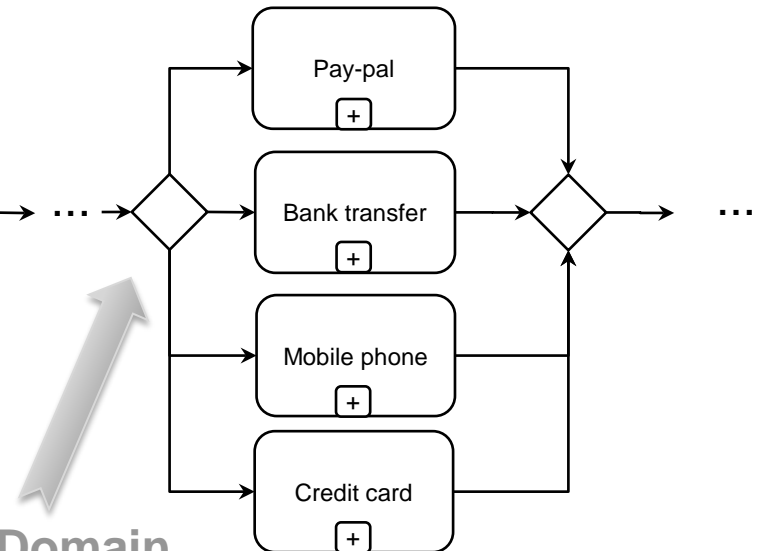 Pay-pal
+
... Bank transfer ...
+
Mobile phone
+
Credit card
+
Domain